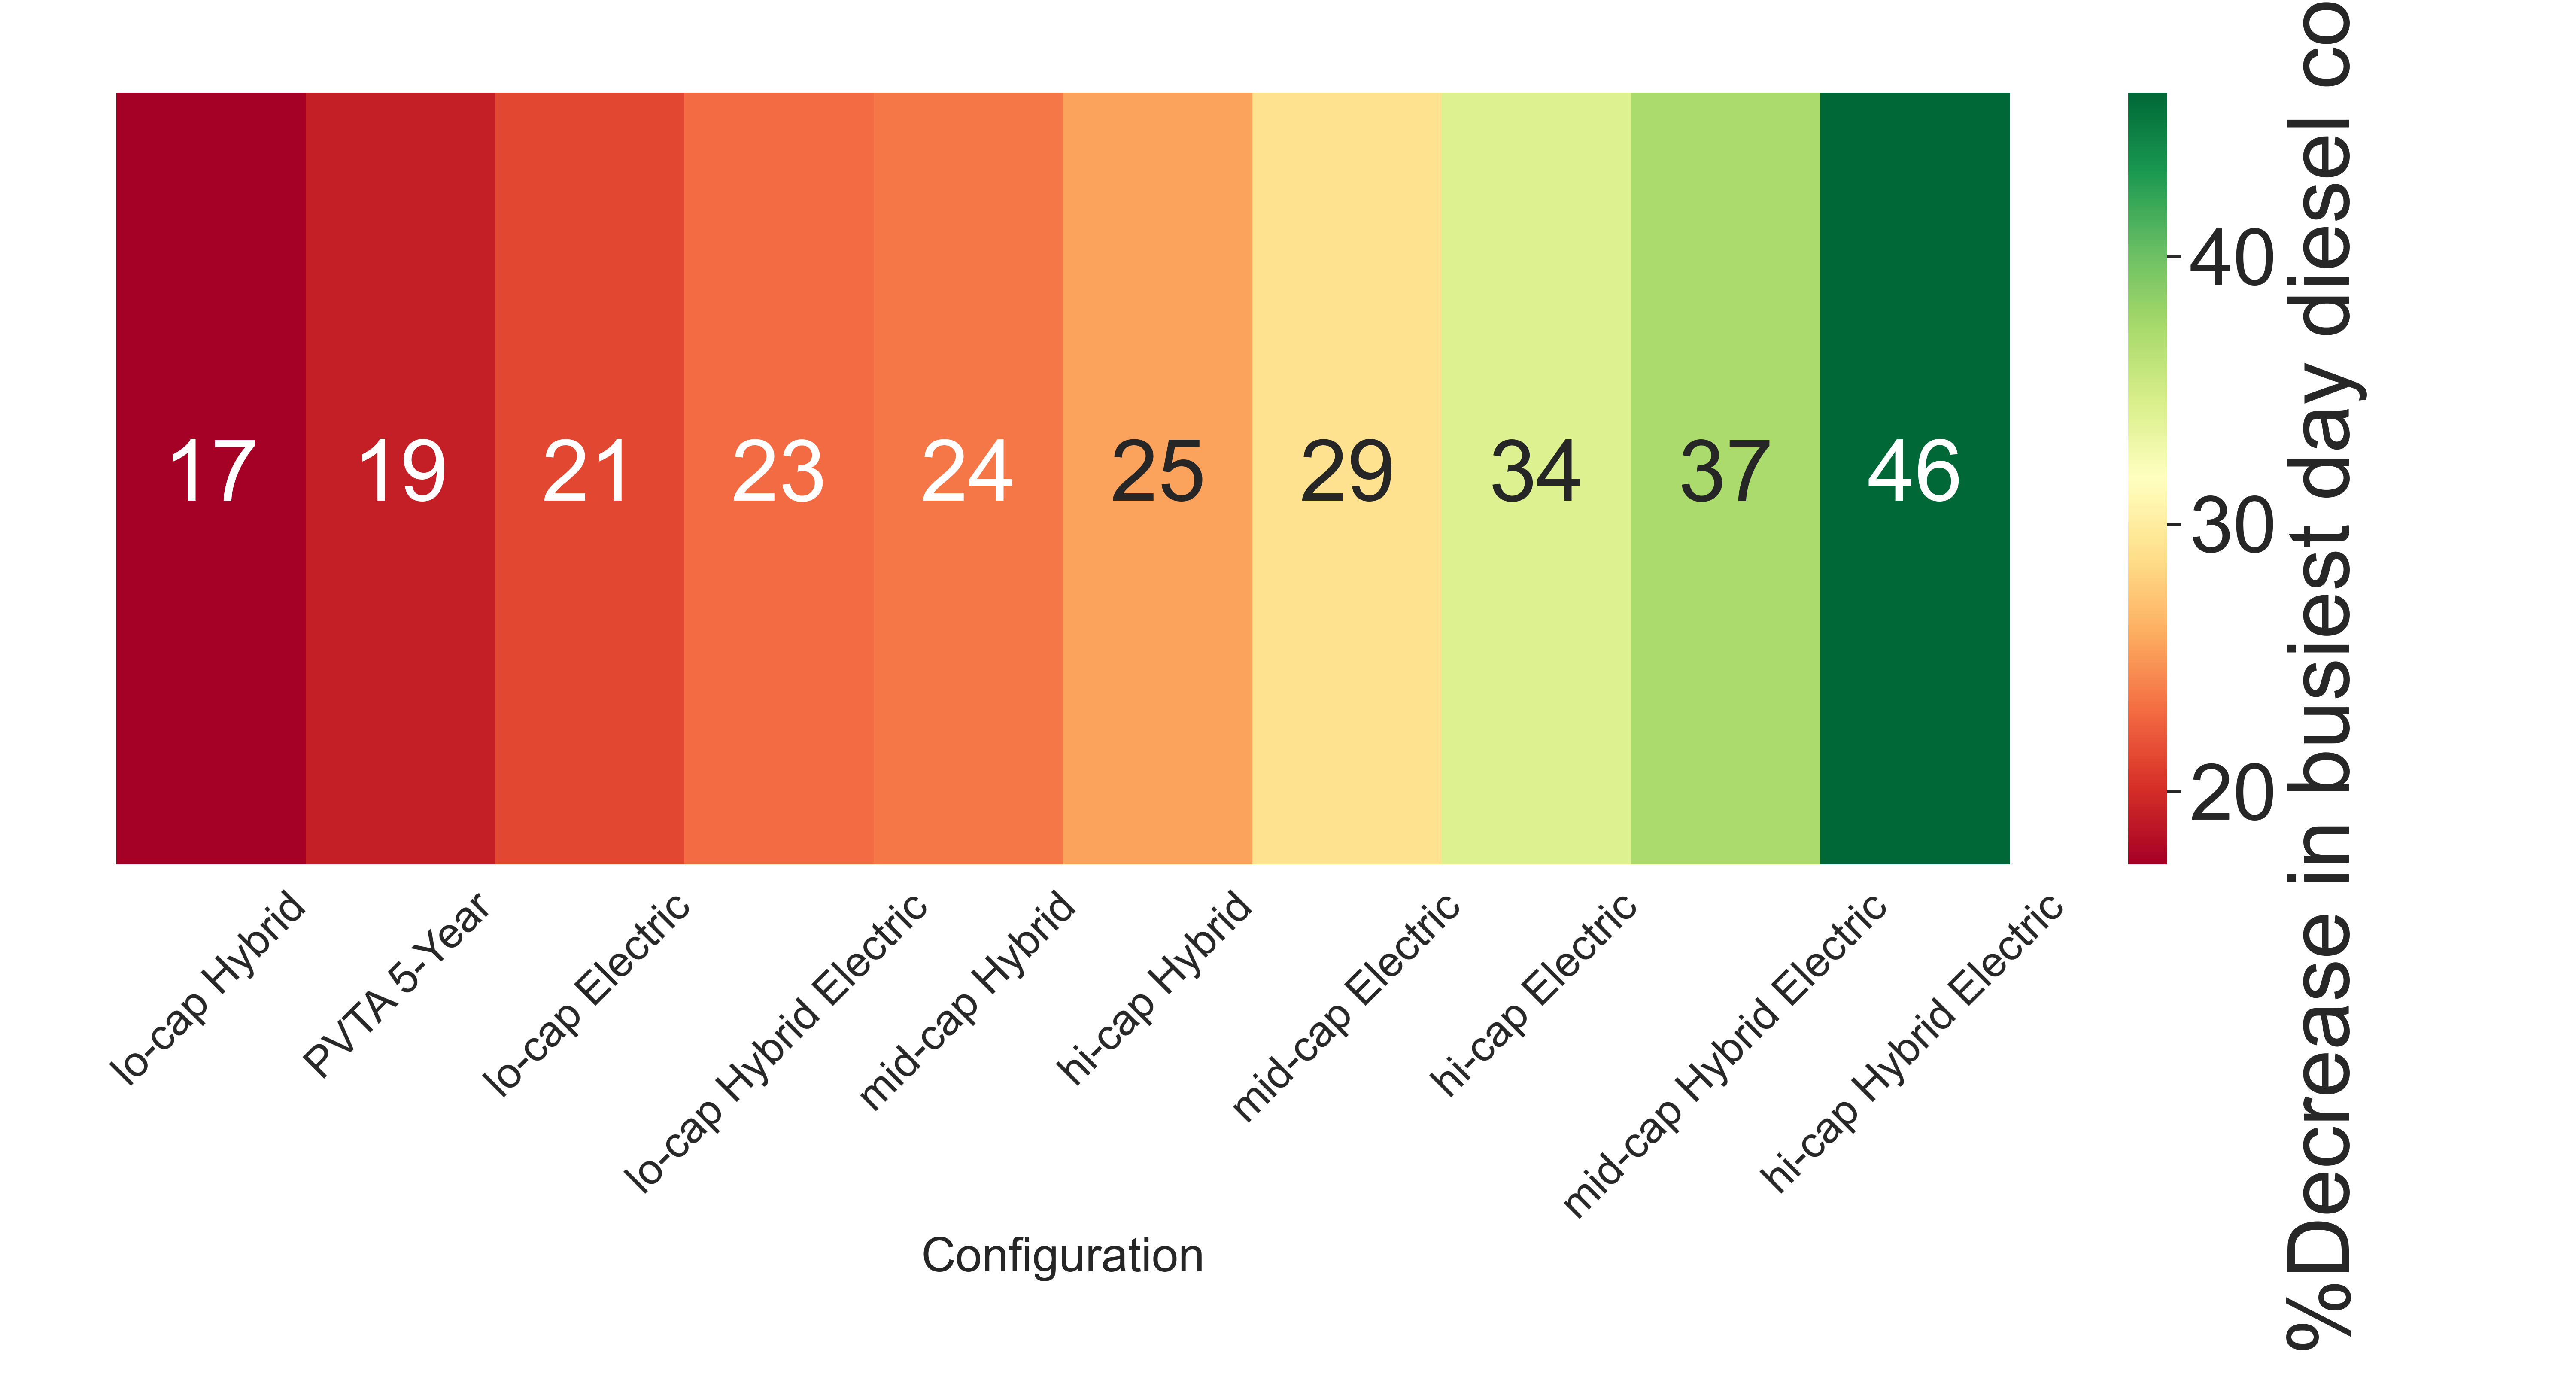 17 19 21 23 24 25 29 34 37 46
lo-cap Hybrid
PVTA 5-Year
lo-cap Electric
lo-cap Hybrid Electric
mid-cap Hybrid
hi-cap Hybrid
mid-cap Electric
hi-cap Electric
mid-cap Hybrid Electric
hi-cap Hybrid Electric
Configuration
40
30
20
%Decrease in busiest day diesel co